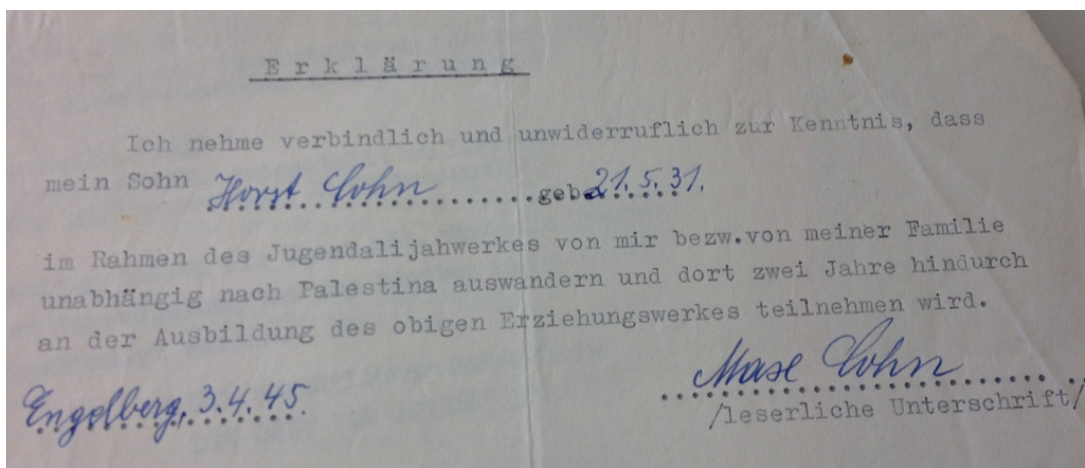 E r k l ä r u n g
Ich nehme verbindlich und unwiderruflich zur Kenntnis, dass
mein Sohn Horst Cohn ................geb. 21.5.31.
im Rahmen des Jugendalijahwerkes von mir bezw.von meiner Familie
unabhängig nach Palestina auswandern und dort zwei Jahre hindurch
an der Ausbildung des obigen Erziehungswerkes teilnehmen wird.
Engelberg, 3.4.45.
Cohn
/leserliche Unterschrift/